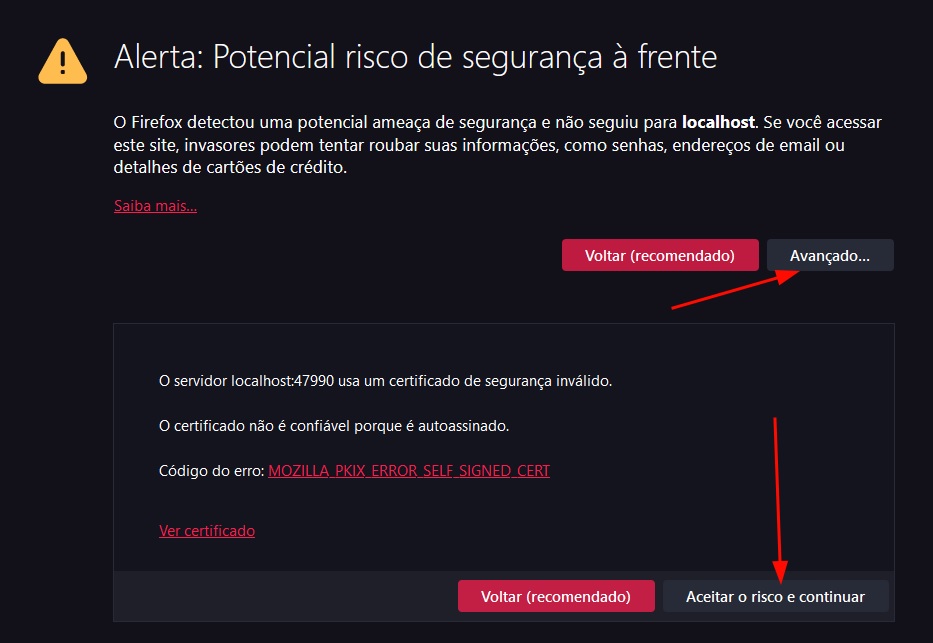 Alerta: Potencial risco de segurança à frente
O Firefox detectou uma potencial ameaça de segurança e não seguiu para localhost. Se você acessar
este site, invasores podem tentar roubar suas informações, como senhas, endereços de email ou
detalhes de cartões de crédito.
Saiba mais...
Voltar (recomendado)
Avançado...
O servidor localhost:47990 usa um certificado de segurança inválido.
O certificado não é confiável porque é autoassinado.
Código do erro: MOZILLA_PKIX_ERROR_SELF_SIGNED_CERT
Ver certificado
Voltar (recomendado)
Aceitar o risco e continuar